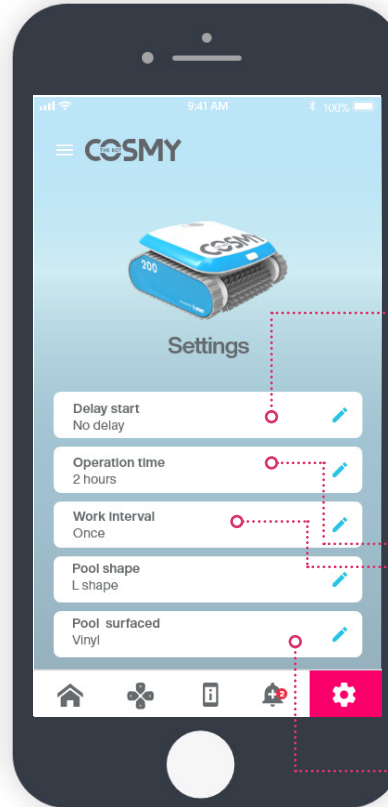 9:41 AM
100%
COSMY
THE BOT
COSMY
200
Settings
Delay start
No delay
Operation time
2 hours
Work interval
Once
Pool shape
L shape
Pool surfaced
Vinyl
2